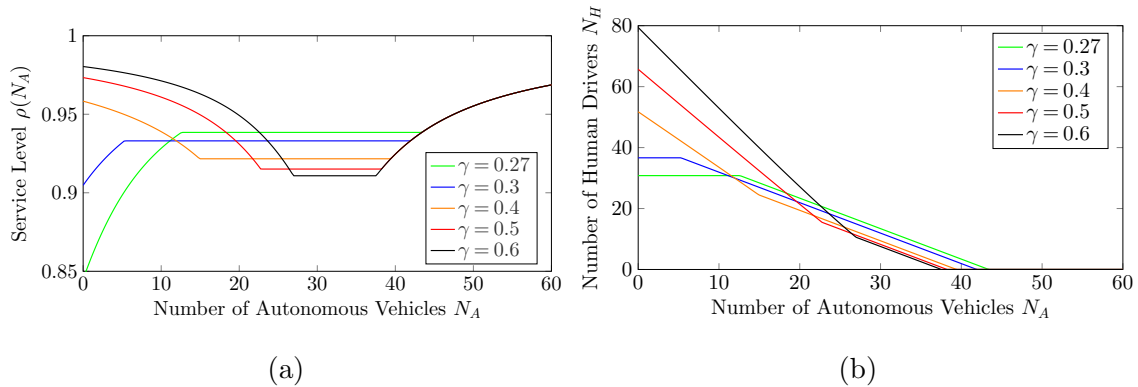 1
0.95
0.9
0.85
0 10 20 30 40 50 60
Service Level ρ(N_A)
Number of Autonomous Vehicles N_A
γ = 0.27
γ = 0.3
γ = 0.4
γ = 0.5
γ = 0.6
(a)
80
60
40
20
0
0 10 20 30 40 50 60
Number of Human Drivers N_H
Number of Autonomous Vehicles N_A
γ = 0.27
γ = 0.3
γ = 0.4
γ = 0.5
γ = 0.6
(b)